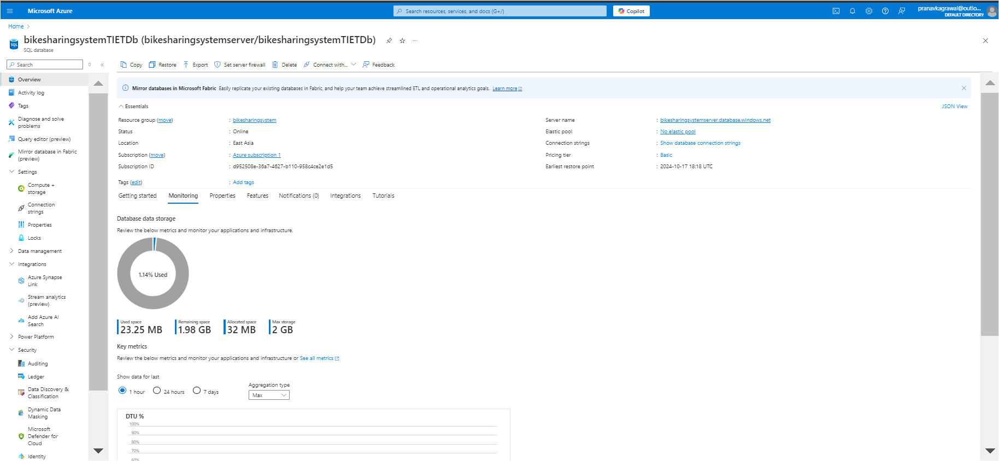 Microsoft Azure
Search resources, services, and docs (G+/)
Copilot
pranavkagrawal@outlo...
DEFAULT DIRECTORY
Home
bikesharingsystemTIETDb (bikesharingsystemserver/bikesharingsystemTIETDb)
SQL database
Search
Copy Restore Export Set server firewall Delete Connect with... Feedback
Overview
Activity log
Tags
Diagnose and solve
problems
Query editor (preview)
Mirror database in Fabric
(preview)
Settings
Compute +
storage
Connection
strings
Properties
Locks
Data management
Integrations
Azure Synapse
Link
Stream analytics
(preview)
Add Azure AI
Search
Power Platform
Security
Auditing
Ledger
Data Discovery &
Classification
Dynamic Data
Masking
Microsoft
Defender for
Cloud
Identity
Mirror databases in Microsoft Fabric Easily replicate your existing databases in Fabric, and help your team achieve streamlined ETL and operational analytics goals. Learn more
Essentials
JSON View
Resource group (move) : bikesharingsystem
Status : Online
Location : East Asia
Subscription (move) : Azure subscription 1
Subscription ID : d952508e-36a7-4627-b110-958c4ce2e1d5
Tags (edit) : Add tags
Server name : bikesharingsystemserver.database.windows.net
Elastic pool : No elastic pool
Connection strings : Show database connection strings
Pricing tier : Basic
Earliest restore point : 2024-10-17 18:18 UTC
Getting started Monitoring Properties Features Notifications (0) Integrations Tutorials
Database data storage
Review the below metrics and monitor your applications and infrastructure.
1.14% Used
Used space
23.25 MB
Remaining space
1.98 GB
Allocated space
32 MB
Max storage
2 GB
Key metrics
Review the below metrics and monitor your applications and infrastructure or See all metrics
Show data for last
1 hour 24 hours 7 days
Aggregation type
Max
DTU %
100%
90%
80%
70%
60%